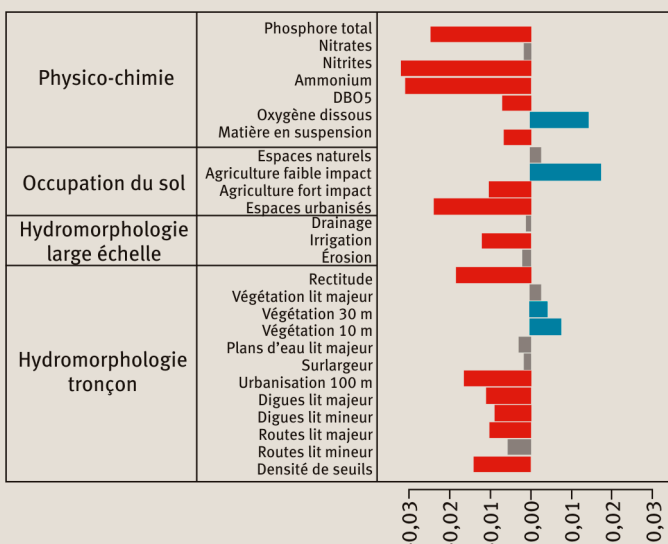 Physico-chimie
Phosphore total
Nitrates
Nitrites
Ammonium
DBO5
Oxygène dissous
Matière en suspension
Occupation du sol
Espaces naturels
Agriculture faible impact
Agriculture fort impact
Espaces urbanisés
Hydromorphologie
large échelle
Drainage
Irrigation
Érosion
Hydromorphologie
tronçon
Rectitude
Végétation lit majeur
Végétation 30 m
Végétation 10 m
Plans d'eau lit majeur
Surlargeur
Urbanisation 100 m
Digues lit majeur
Digues lit mineur
Routes lit majeur
Routes lit mineur
Densité de seuils
0,03
0,02
0,01
0,00
0,01
0,02
0,03